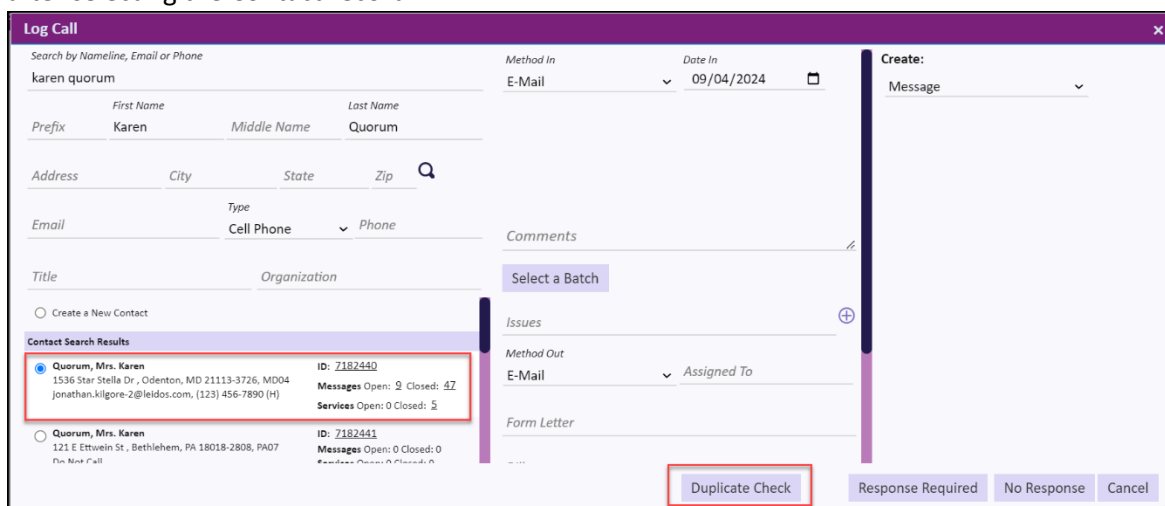 Log Call
×
Search by Nameline, Email or Phone
karen quorum
First Name Last Name
Prefix Karen Middle Name Quorum
Address City State Zip
Type
Email Cell Phone Phone
Title Organization
Create a New Contact
Contact Search Results
Quorum, Mrs. Karen ID: 7182440
1536 Star Stella Dr , Odenton, MD 21113-3726, MD04 Messages Open: 9 Closed: 47
jonathan.kilgore-2@leidos.com, (123) 456-7890 (H)
Services Open: 0 Closed: 5
Quorum, Mrs. Karen ID: 7182441
121 E Ettwein St , Bethlehem, PA 18018-2808, PA07 Messages Open: 0 Closed: 0
Do Not Call Services Open: 0 Closed: 0
Method In Date In
E-Mail 09/04/2024
Comments
Select a Batch
Issues
Method Out
E-Mail Assigned To
Form Letter
Create:
Message
Duplicate Check Response Required No Response Cancel